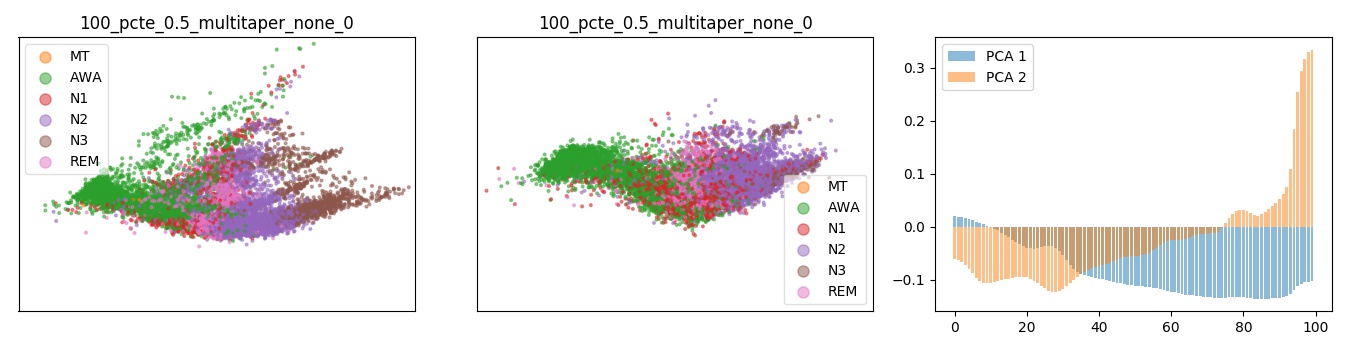 100_pcte_0.5_multitaper_none_0
MT
AWA
N1
N2
N3
REM
100_pcte_0.5_multitaper_none_0
MT
AWA
N1
N2
N3
REM
PCA 1
PCA 2
0.3
0.2
0.1
0.0
−0.1
0 20 40 60 80 100